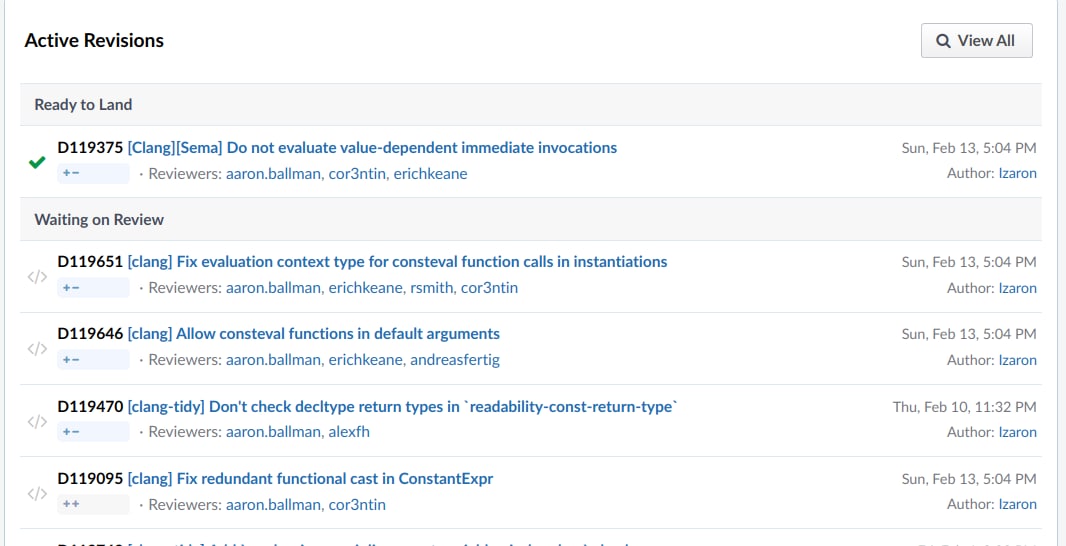 Active Revisions
View All
Ready to Land
D119375 [Clang][Sema] Do not evaluate value-dependent immediate invocations
Sun, Feb 13, 5:04 PM
+- · Reviewers: aaron.ballman, cor3ntin, erichkeane
Author: Izaron
Waiting on Review
D119651 [clang] Fix evaluation context type for consteval function calls in instantiations
Sun, Feb 13, 5:04 PM
+- · Reviewers: aaron.ballman, erichkeane, rsmith, cor3ntin
Author: Izaron
D119646 [clang] Allow consteval functions in default arguments
Sun, Feb 13, 5:04 PM
+- · Reviewers: aaron.ballman, erichkeane, andreasfertig
Author: Izaron
D119470 [clang-tidy] Don't check decltype return types in `readability-const-return-type`
Thu, Feb 10, 11:32 PM
+- · Reviewers: aaron.ballman, alexfh
Author: Izaron
D119095 [clang] Fix redundant functional cast in ConstantExpr
Sun, Feb 13, 5:04 PM
++ · Reviewers: aaron.ballman, cor3ntin
Author: Izaron